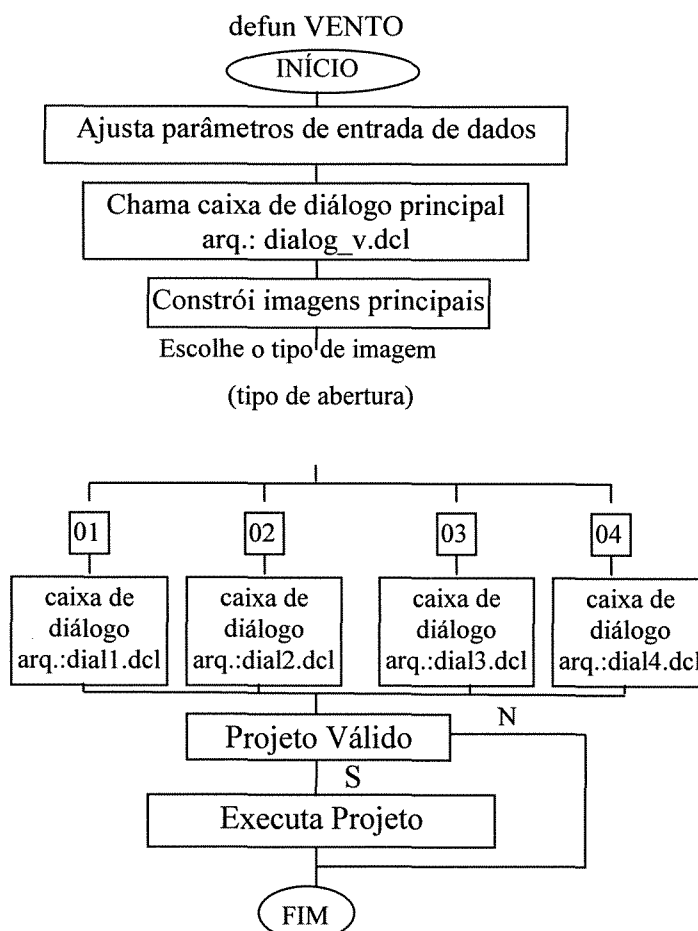 defun VENTO
INÍCIO
Ajusta parâmetros de entrada de dados
Chama caixa de diálogo principal
arq.: dialog_v.dcl
Constrói imagens principais
Escolhe o tipo de imagem
(tipo de abertura)
01
02
03
04
caixa de
diálogo
arq.:dial1.dcl
caixa de
diálogo
arq.:dial2.dcl
caixa de
diálogo
arq.:dial3.dcl
caixa de
diálogo
arq.:dial4.dcl
N
Projeto Válido
S
Executa Projeto
FIM